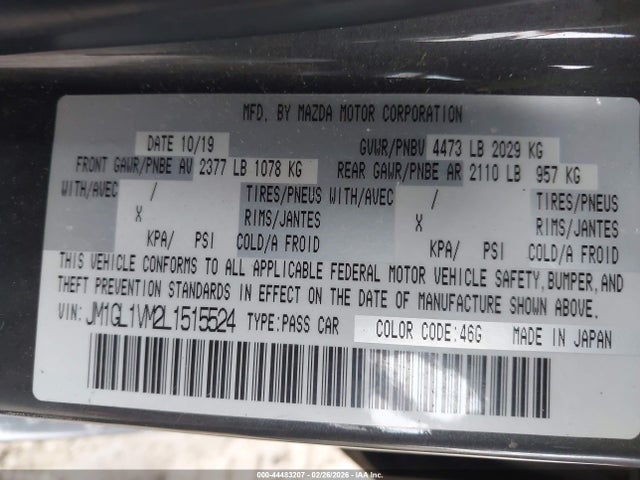 MFD. BY MAZDA MOTOR CORPORATION
DATE 10/19 GVWR/PNBV 4473 LB 2029 KG
FRONT GAWR/PNBE AV 2377 LB 1078 KG REAR GAWR/PNBE AR 2110 LB 957 KG
WITH/AVEC / TIRES/PNEUS WITH/AVEC / TIRES/PNEUS
X RIMS/JANTES X RIMS/JANTES
KPA/ PSI COLD/A FROID KPA/ PSI COLD/A FROID
THIS VEHICLE CONFORMS TO ALL APPLICABLE FEDERAL MOTOR VEHICLE SAFETY, BUMPER, AND
THEFT PREVENTION STANDARDS IN EFFECT ON THE DATE OF MANUFACTURE SHOWN ABOVE.
VIN: JM1GL1VM2L1515524 TYPE:PASS CAR COLOR CODE:46G MADE IN JAPAN
000-44483207 - 02/26/2026 - IAA Inc.